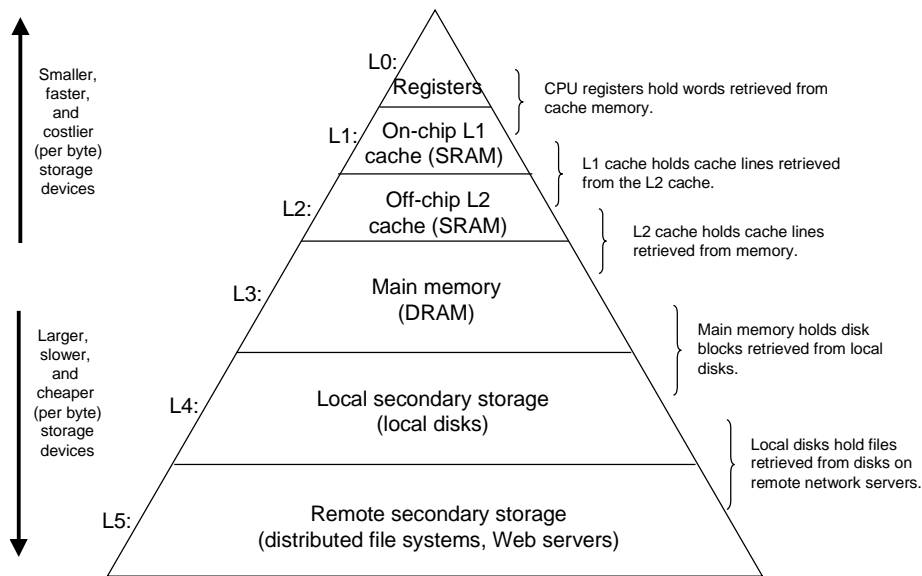 Smaller,
faster,
and
costlier
(per byte)
storage
devices
Larger,
slower,
and
cheaper
(per byte)
storage
devices
L0:
Registers
L1:
On-chip L1
cache (SRAM)
L2:
Off-chip L2
cache (SRAM)
L3:
Main memory
(DRAM)
L4:
Local secondary storage
(local disks)
L5:
Remote secondary storage
(distributed file systems, Web servers)
CPU registers hold words retrieved from
cache memory.
L1 cache holds cache lines retrieved
from the L2 cache.
L2 cache holds cache lines
retrieved from memory.
Main memory holds disk
blocks retrieved from local
disks.
Local disks hold files
retrieved from disks on
remote network servers.